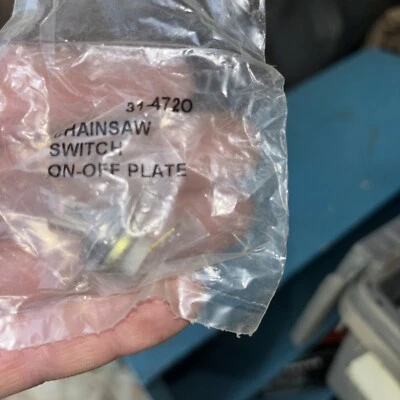 31-4720
CHAINSAW
SWITCH
ON-OFF PLATE